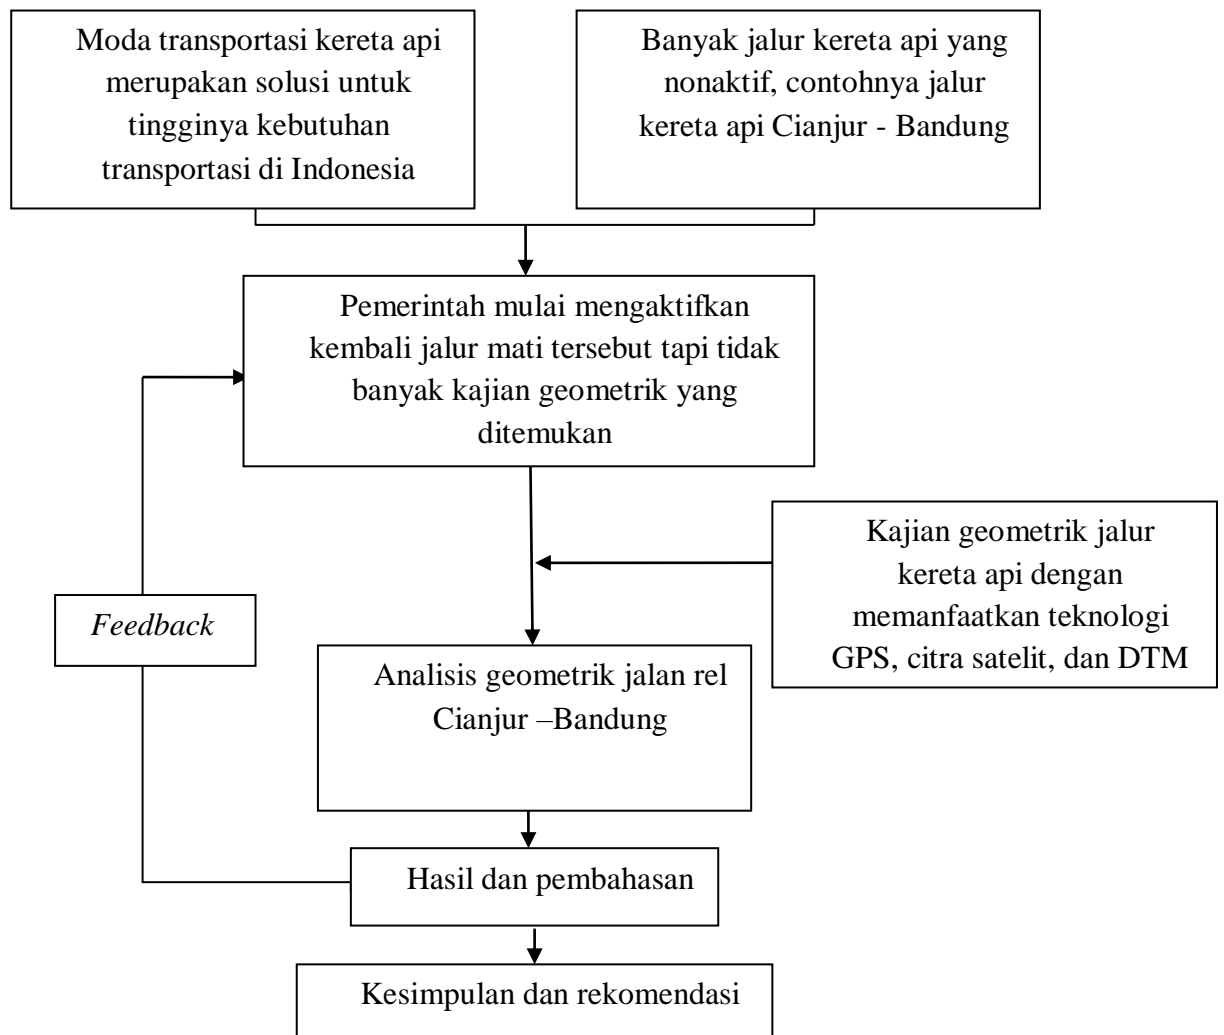 Moda transportasi kereta api
merupakan solusi untuk
tingginya kebutuhan
transportasi di Indonesia
Banyak jalur kereta api yang
nonaktif, contohnya jalur
kereta api Cianjur - Bandung
Pemerintah mulai mengaktifkan
kembali jalur mati tersebut tapi tidak
banyak kajian geometrik yang
ditemukan
Kajian geometrik jalur
kereta api dengan
memanfaatkan teknologi
GPS, citra satelit, dan DTM
Feedback
Analisis geometrik jalan rel
Cianjur –Bandung
Hasil dan pembahasan
Kesimpulan dan rekomendasi